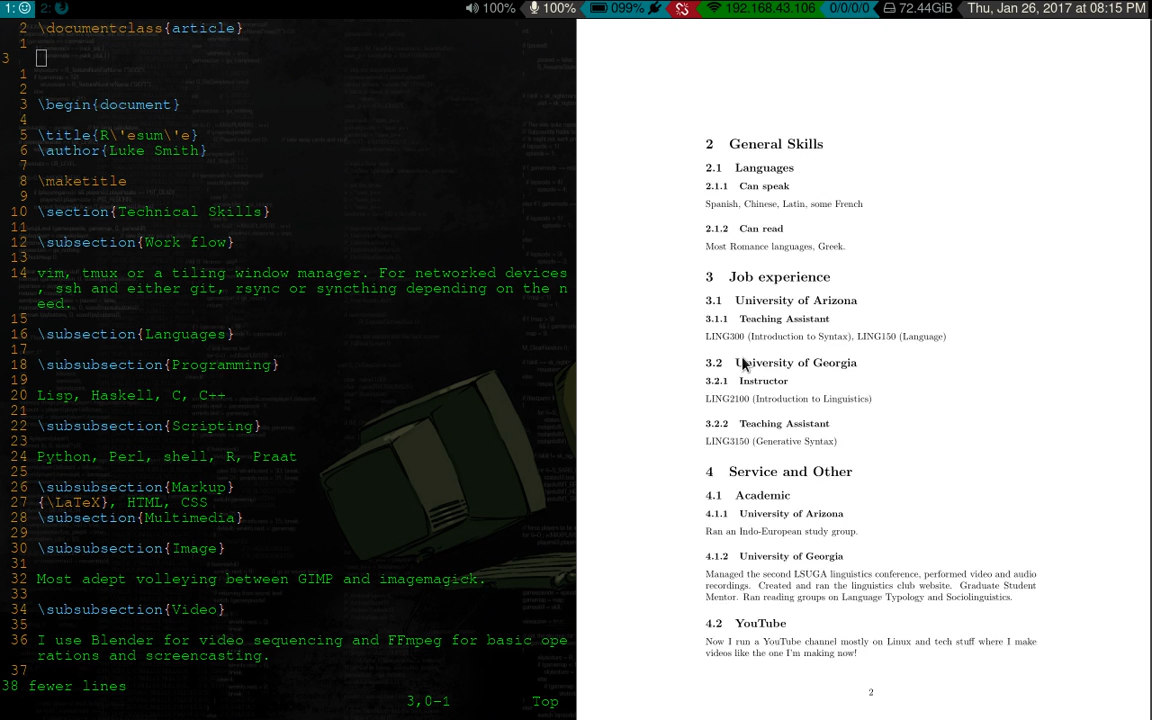 1: 2: 100% 100% 099% 192.168.43.106 0/0/0/0 72.44GiB Thu, Jan 26, 2017 at 08:15 PM
2 \documentclass{article}
1
3
1
2
3 \begin{document}
4
5 \title{R\'esum\'e}
6 \author{Luke Smith}
7
8 \maketitle
9
10 \section{Technical Skills}
11
12 \subsection{Work flow}
13
14 vim, tmux or a tiling window manager. For networked devices
, ssh and either git, rsync or syncthing depending on the n
eed.
15
16 \subsection{Languages}
17
18 \subsubsection{Programming}
19
20 Lisp, Haskell, C, C++
21
22 \subsubsection{Scripting}
23
24 Python, Perl, shell, R, Praat
25
26 \subsubsection{Markup}
27 {\LaTeX}, HTML, CSS
28 \subsection{Multimedia}
29
30 \subsubsection{Image}
31
32 Most adept volleying between GIMP and imagemagick.
33
34 \subsubsection{Video}
35
36 I use Blender for video sequencing and FFmpeg for basic ope
rations and screencasting.
37
38 fewer lines
3,0-1 Top
2 General Skills
2.1 Languages
2.1.1 Can speak
Spanish, Chinese, Latin, some French
2.1.2 Can read
Most Romance languages, Greek.
3 Job experience
3.1 University of Arizona
3.1.1 Teaching Assistant
LING300 (Introduction to Syntax), LING150 (Language)
3.2 University of Georgia
3.2.1 Instructor
LING2100 (Introduction to Linguistics)
3.2.2 Teaching Assistant
LING3150 (Generative Syntax)
4 Service and Other
4.1 Academic
4.1.1 University of Arizona
Ran an Indo-European study group.
4.1.2 University of Georgia
Managed the second LSUGA linguistics conference, performed video and audio
recordings. Created and ran the linguistics club website. Graduate Student
Mentor. Ran reading groups on Language Typology and Sociolinguistics.
4.2 YouTube
Now I run a YouTube channel mostly on Linux and tech stuff where I make
videos like the one I'm making now!
2